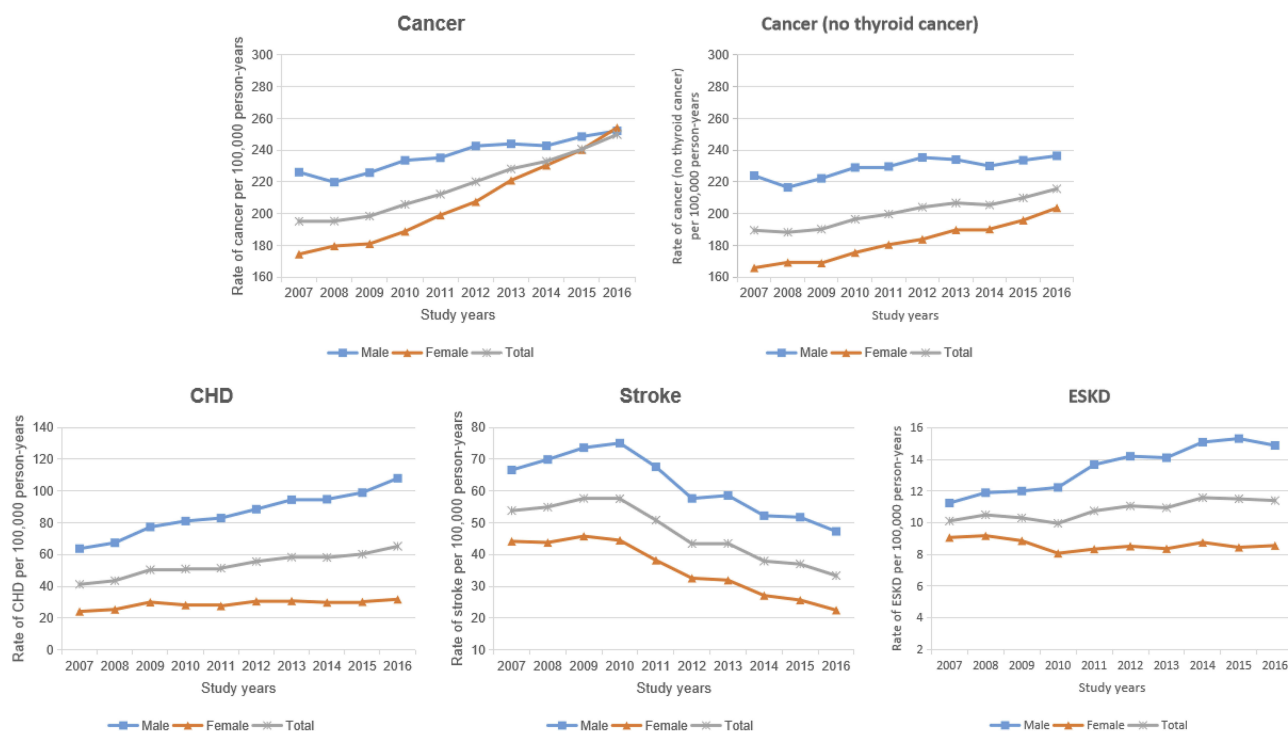 Cancer
Rate of cancer per 100,000 person-years
300
280
260
240
220
200
180
160
2007 2008 2009 2010 2011 2012 2013 2014 2015 2016
Study years
Male Female Total
Cancer (no thyroid cancer)
Rate of cancer (no thyroid cancer)
per 100,000 person-years
300
280
260
240
220
200
180
160
2007 2008 2009 2010 2011 2012 2013 2014 2015 2016
Study years
Male Female Total
CHD
Rate of CHD per 100,000 person-years
140
120
100
80
60
40
20
0
2007 2008 2009 2010 2011 2012 2013 2014 2015 2016
Study years
Male Female Total
Stroke
Rate of stroke per 100,000 person-years
80
70
60
50
40
30
20
10
2007 2008 2009 2010 2011 2012 2013 2014 2015 2016
Study years
Male Female Total
ESKD
Rate of ESKD per 100,000 person-years
16
14
12
10
8
6
4
2
2007 2008 2009 2010 2011 2012 2013 2014 2015 2016
Study years
Male Female Total